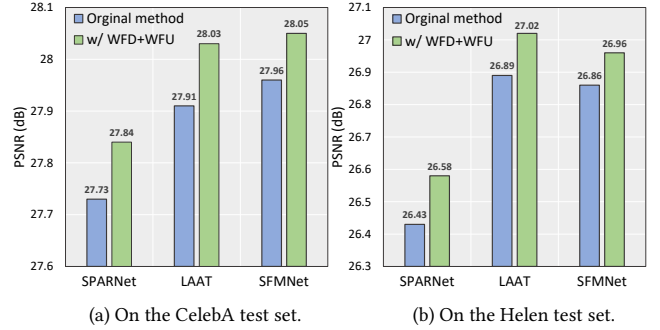 28.1
28
27.9
27.8
27.7
27.6
PSNR (dB)
Orginal method
w/ WFD+WFU
27.73
27.84
27.91
28.03
27.96
28.05
SPARNet LAAT SFMNet
(a) On the CelebA test set.
27.1
27
26.9
26.8
26.7
26.6
26.5
26.4
26.3
PSNR (dB)
Orginal method
w/ WFD+WFU
26.43
26.58
26.89
27.02
26.86
26.96
SPARNet LAAT SFMNet
(b) On the Helen test set.